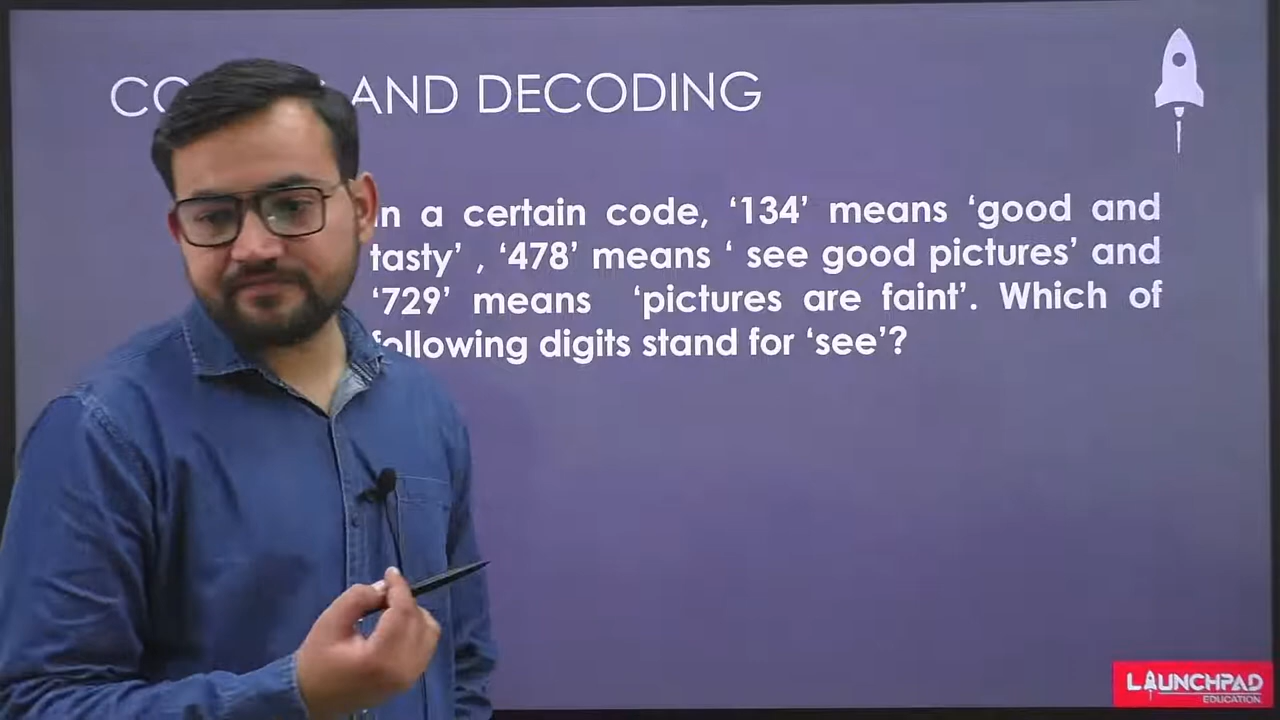 CO AND DECODING
n a certain code, ‘134’ means ‘good and
tasty’ , ‘478’ means ‘ see good pictures’ and
‘729’ means ‘pictures are faint’. Which of
following digits stand for ‘see’?
LAUNCHPAD
EDUCATION